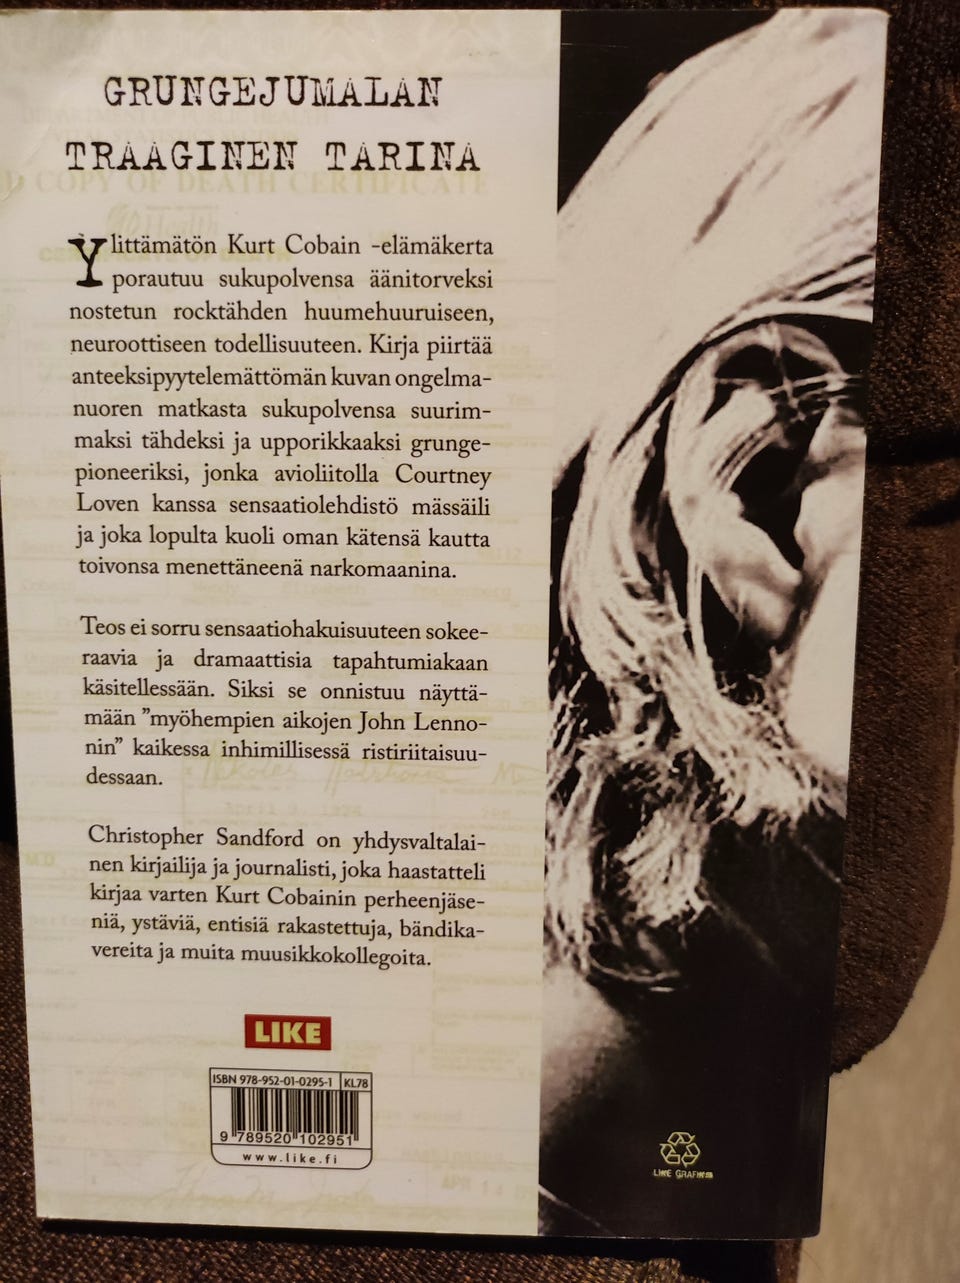 GRUNGEJUMALAN
TRAAGINEN TARINA
Ylittämätön Kurt Cobain -elämäkerta
porautuu sukupolvensa äänitorveksi
nostetun rocktähden huumehuuruiseen,
neuroottiseen todellisuuteen. Kirja piirtää
anteeksipyytelemättömän kuvan ongelma-
nuoren matkasta sukupolvensa suurim-
maksi tähdeksi ja upporikkaaksi grunge-
pioneeriksi, jonka avioliitolla Courtney
Loven kanssa sensaatiolehdistö mässäili
ja joka lopulta kuoli oman kätensä kautta
toivonsa menettäneenä narkomaanina.
Teos ei sorru sensaatiohakuisuuteen sokee-
raavia ja dramaattisia tapahtumiakaan
käsitellessään. Siksi se onnistuu näyttä-
mään ”myöhempien aikojen John Lenno-
nin” kaikessa inhimillisessä ristiriitaisuu-
dessaan.
Christopher Sandford on yhdysvaltalai-
nen kirjailija ja journalisti, joka haastatteli
kirjaa varten Kurt Cobainin perheenjäse-
niä, ystäviä, entisiä rakastettuja, bändika-
vereita ja muita muusikkokollegoita.
LIKE
ISBN 978-952-01-0295-1 KL78
9 789520 102951
www.like.fi
LIKE GRAFIKS
COPY OF DEATH CERTIFICATE